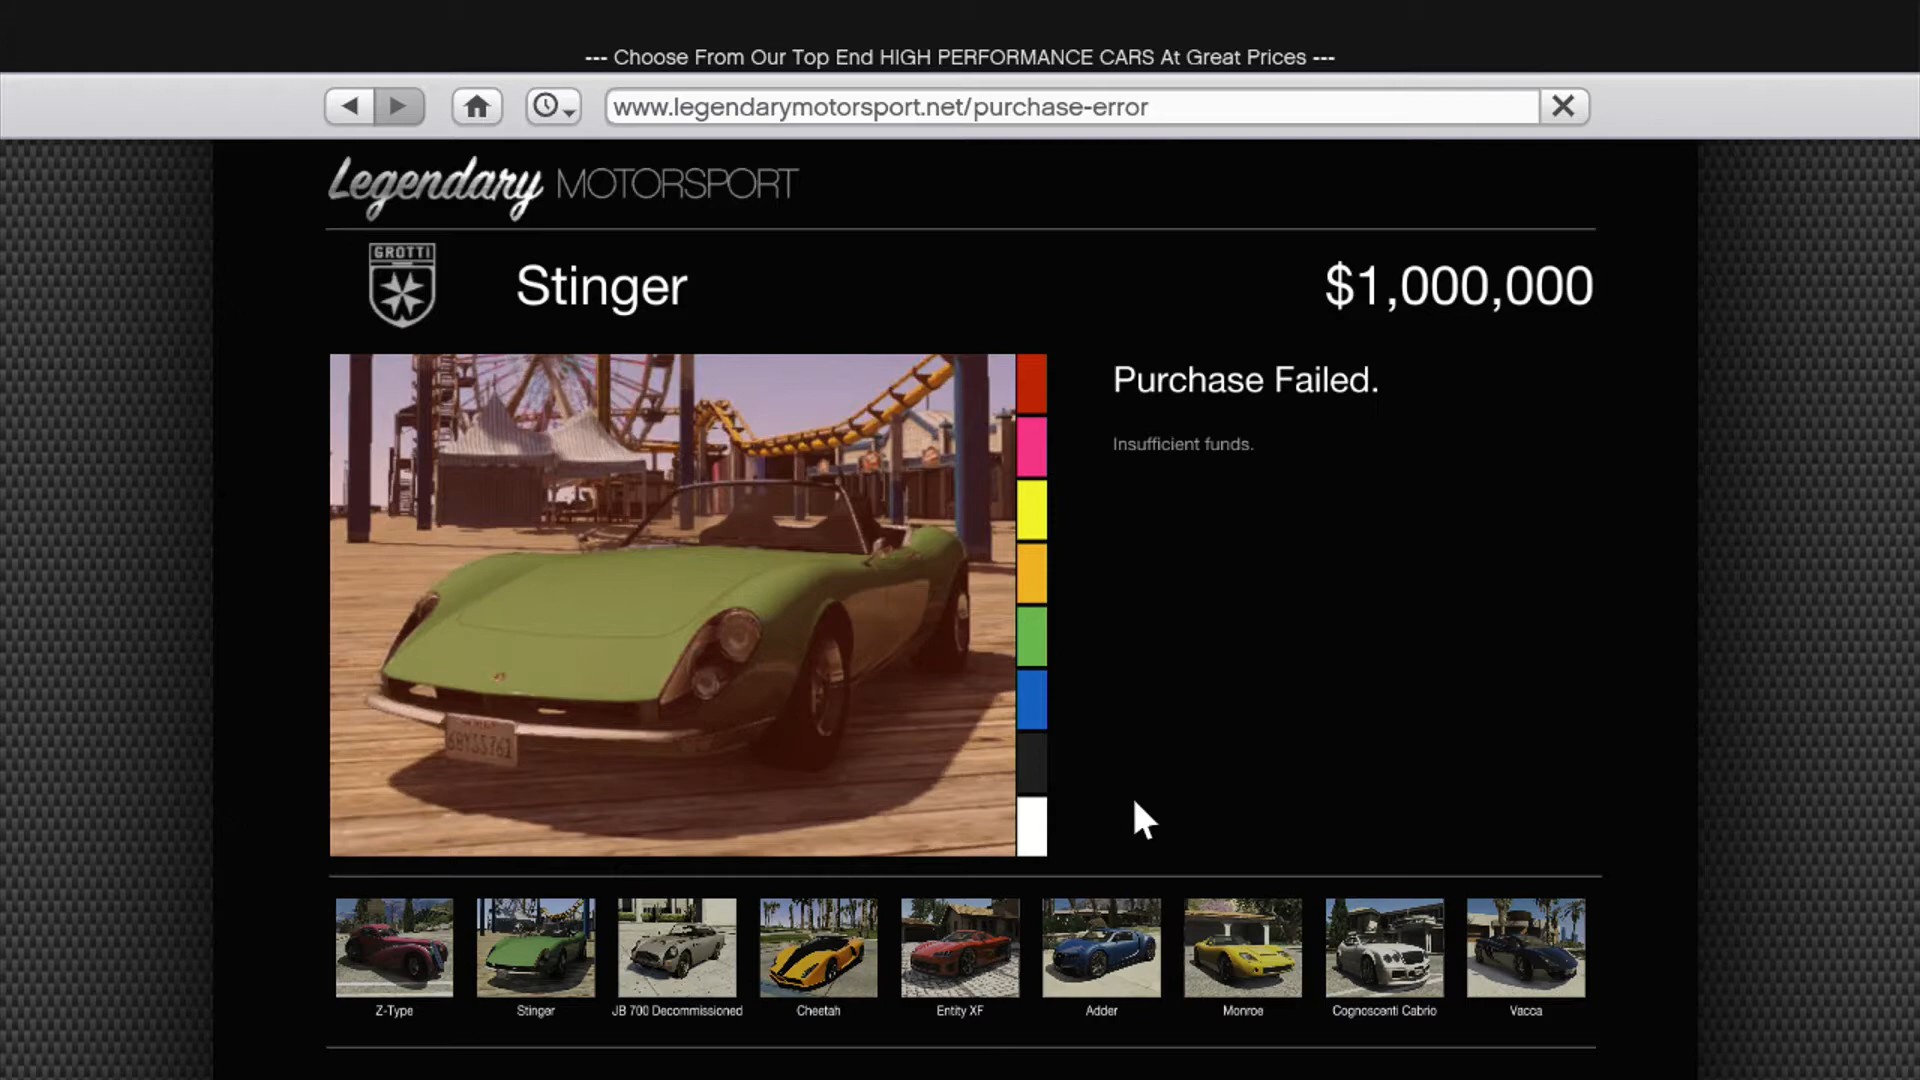 --- Choose From Our Top End HIGH PERFORMANCE CARS At Great Prices ---
www.legendarymotorsport.net/purchase-error
Legendary MOTORSPORT
GROTTI
Stinger
$1,000,000
Purchase Failed.
Insufficient funds.
68YS5761
Z-Type
Stinger
JB 700 Decommissioned
Cheetah
Entity XF
Adder
Monroe
Cognoscenti Cabrio
Vacca